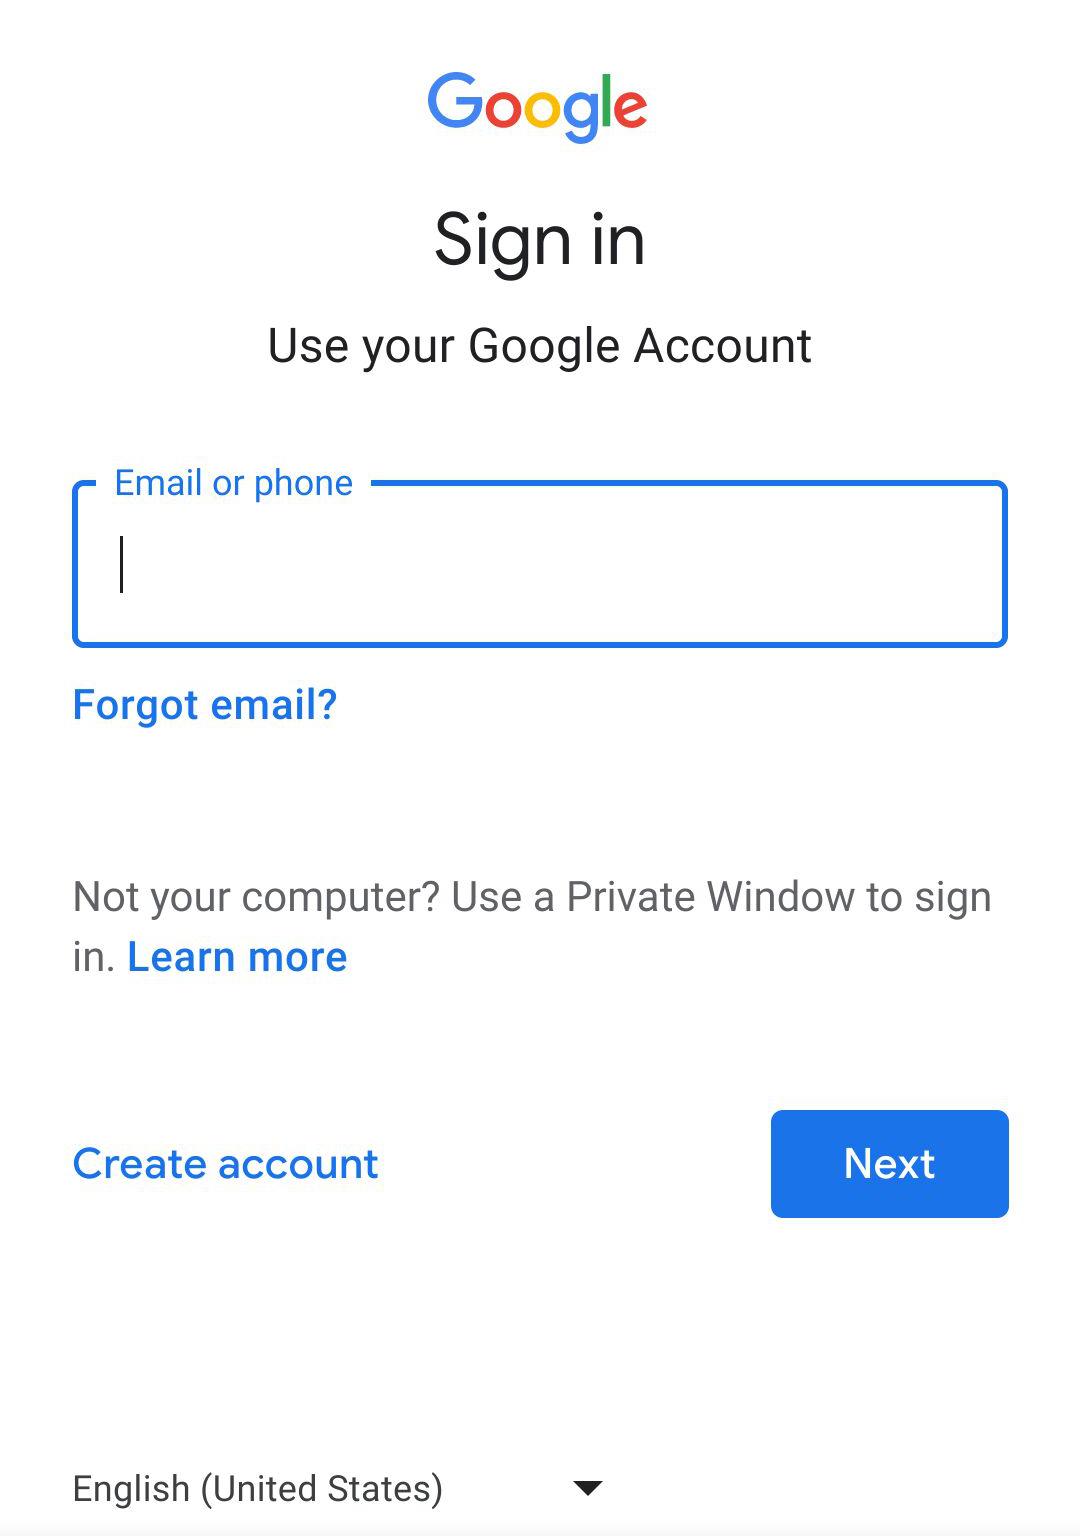 Google
Sign in
Use your Google Account
Email or phone
Forgot email?
Not your computer? Use a Private Window to sign
in. Learn more
Create account
Next
English (United States)